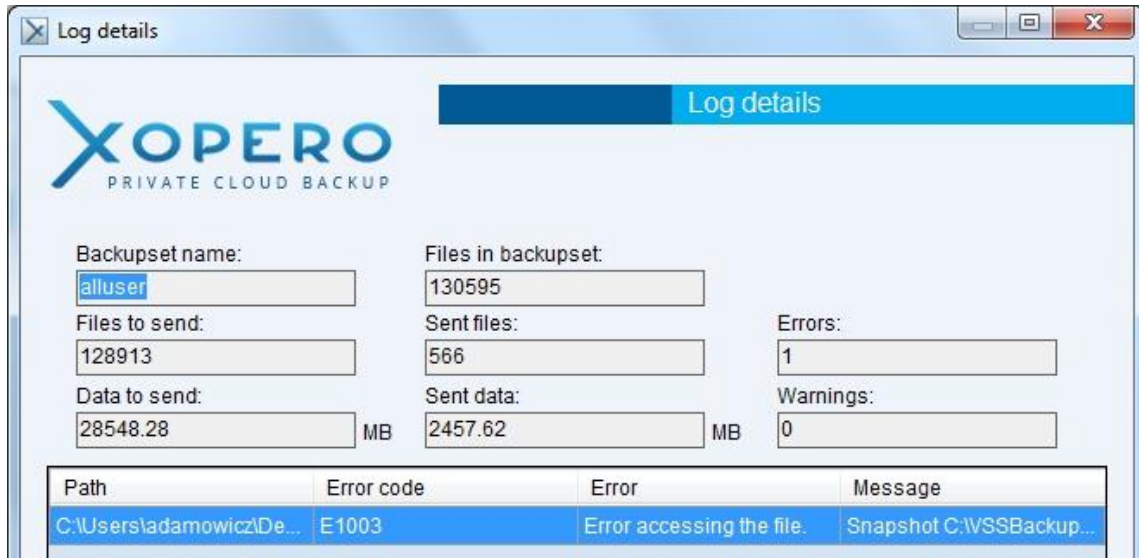 Log details
Log details
XOPERO
PRIVATE CLOUD BACKUP
Backupset name: Files in backupset:
alluser 130595
Files to send: Sent files: Errors:
128913 566 1
Data to send: Sent data: Warnings:
28548.28 MB 2457.62 MB 0
Path Error code Error Message
C:\Users\adamowicz\De... E1003 Error accessing the file. Snapshot C:\VSSBackup...